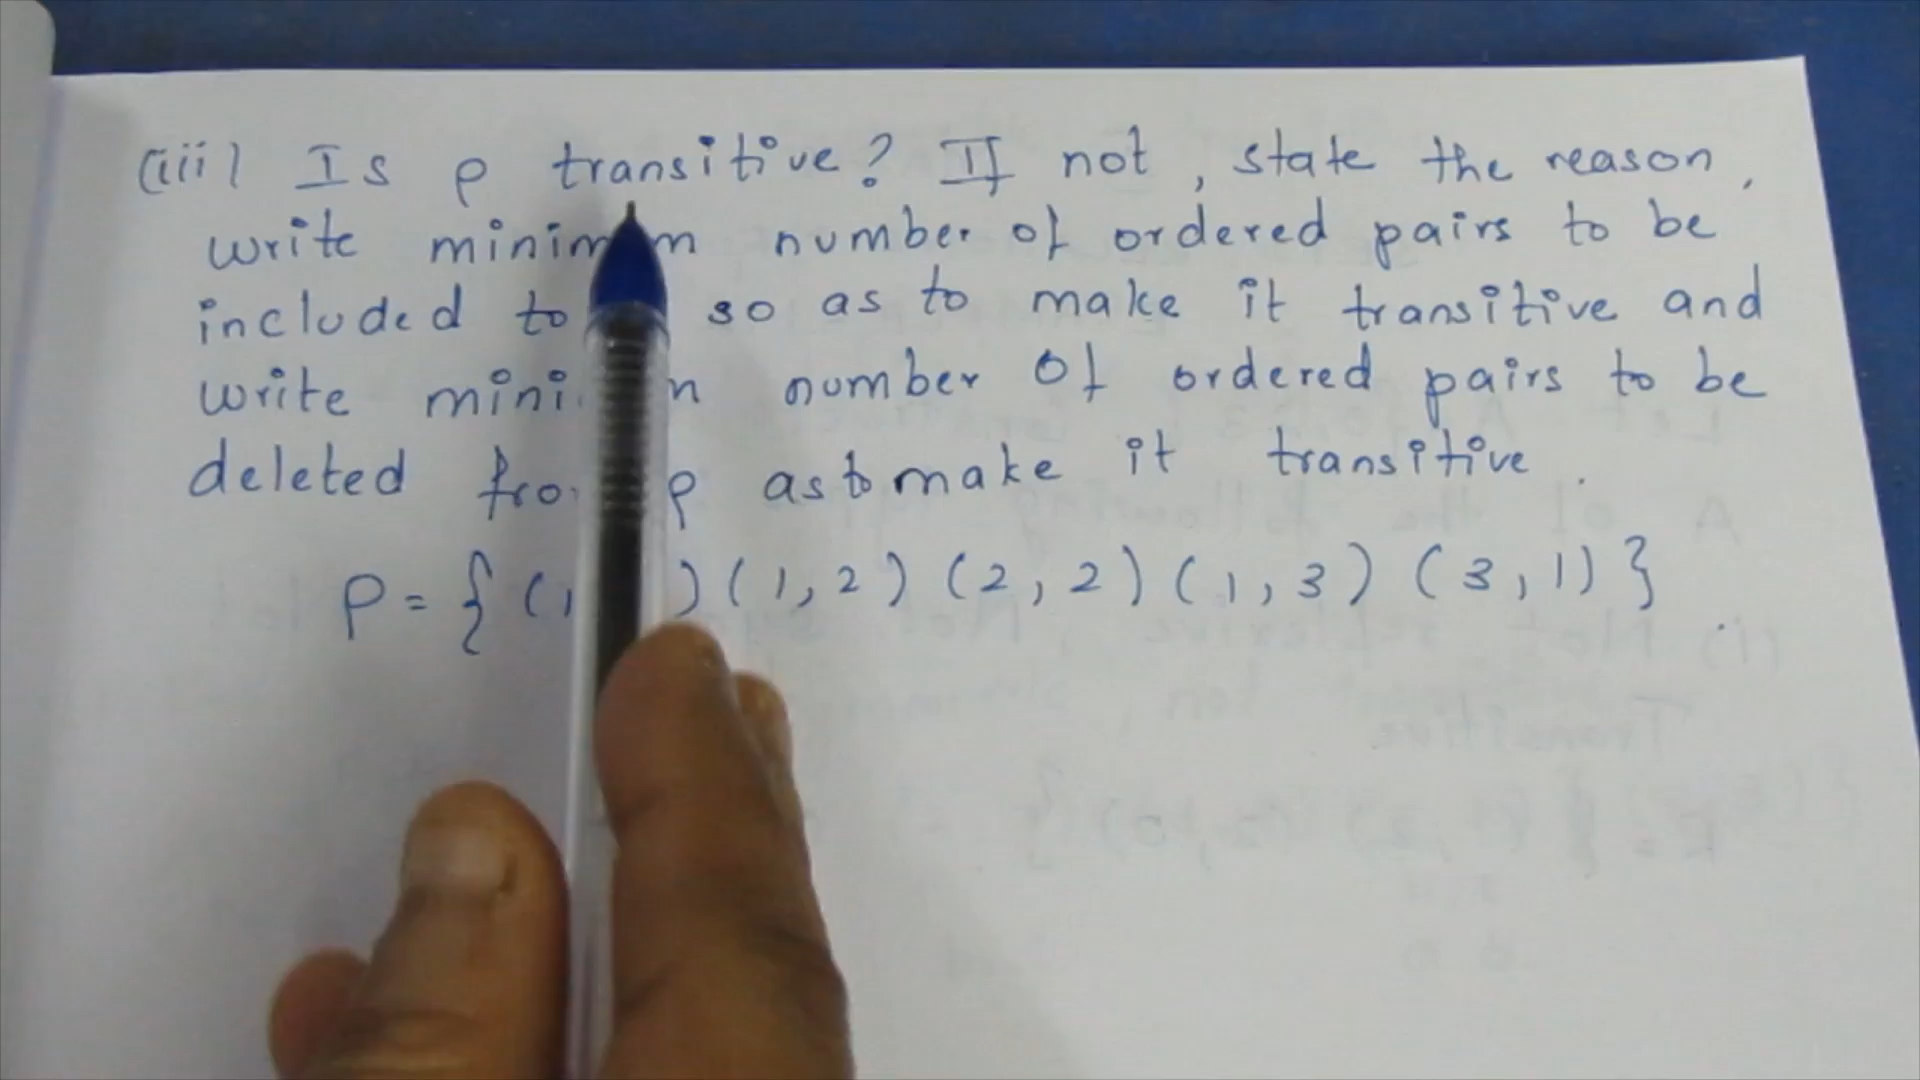 (iii) Is ρ transitive? If not, state the reason,
write minim m number of ordered pairs to be
included to so as to make it transitive and
write mini n number of ordered pairs to be
deleted fro ρ as to make it transitive.
ρ = { (1, ) (1,2) (2,2) (1,3) (3,1) }